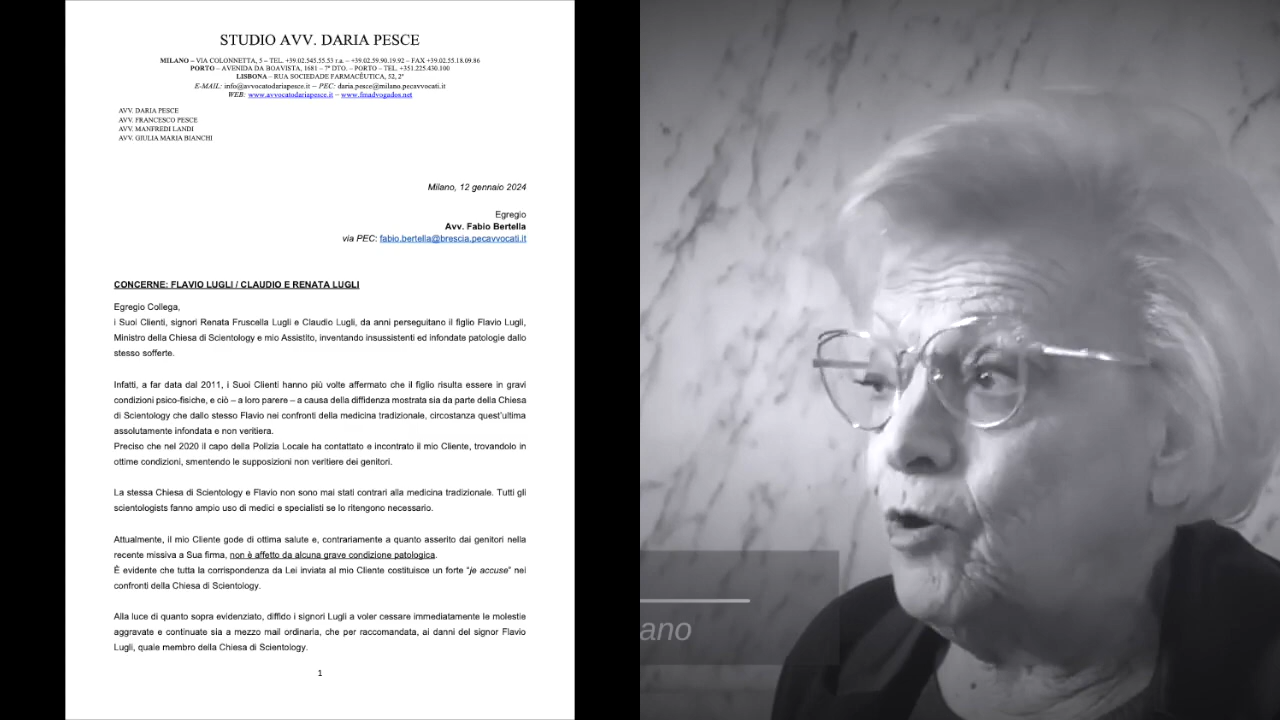 STUDIO AVV. DARIA PESCE
MILANO – VIA COLONNETTA, 5 – TEL. +39.02.545.55.53 r.a. – +39.02.59.90.19.92 – FAX +39.02.55.18.09.86
PORTO – AVENIDA DA BOAVISTA, 1681 – 7º DTO. – PORTO – TEL. +351.225.430.100
LISBONA – RUA SOCIEDADE FARMACÊUTICA, 52, 2º
E-MAIL: info@avvocatodariapesce.it – PEC: daria.pesce@milano.pecavvocati.it
WEB: www.avvocatodariapesce.it – www.fmadvogados.net
AVV. DARIA PESCE
AVV. FRANCESCO PESCE
AVV. MANFREDI LANDI
AVV. GIULIA MARIA BIANCHI
Milano, 12 gennaio 2024
Egregio
Avv. Fabio Bertella
via PEC: fabio.bertella@brescia.pecavvocati.it
CONCERNE: FLAVIO LUGLI / CLAUDIO E RENATA LUGLI
Egregio Collega,
i Suoi Clienti, signori Renata Fruscella Lugli e Claudio Lugli, da anni perseguitano il figlio Flavio Lugli,
Ministro della Chiesa di Scientology e mio Assistito, inventando insussistenti ed infondate patologie dallo
stesso sofferte.
Infatti, a far data dal 2011, i Suoi Clienti hanno più volte affermato che il figlio risulta essere in gravi
condizioni psico-fisiche, e ciò – a loro parere – a causa della diffidenza mostrata sia da parte della Chiesa
di Scientology che dallo stesso Flavio nei confronti della medicina tradizionale, circostanza quest'ultima
assolutamente infondata e non veritiera.
Preciso che nel 2020 il capo della Polizia Locale ha contattato e incontrato il mio Cliente, trovandolo in
ottime condizioni, smentendo le supposizioni non veritiere dei genitori.
La stessa Chiesa di Scientology e Flavio non sono mai stati contrari alla medicina tradizionale. Tutti gli
scientologists fanno ampio uso di medici e specialisti se lo ritengono necessario.
Attualmente, il mio Cliente gode di ottima salute e, contrariamente a quanto asserito dai genitori nella
recente missiva a Sua firma, non è affetto da alcuna grave condizione patologica.
È evidente che tutta la corrispondenza da Lei inviata al mio Cliente costituisce un forte "je accuse" nei
confronti della Chiesa di Scientology.
Alla luce di quanto sopra evidenziato, diffido i signori Lugli a voler cessare immediatamente le molestie
aggravate e continuate sia a mezzo mail ordinaria, che per raccomandata, ai danni del signor Flavio
Lugli, quale membro della Chiesa di Scientology.
1
ano